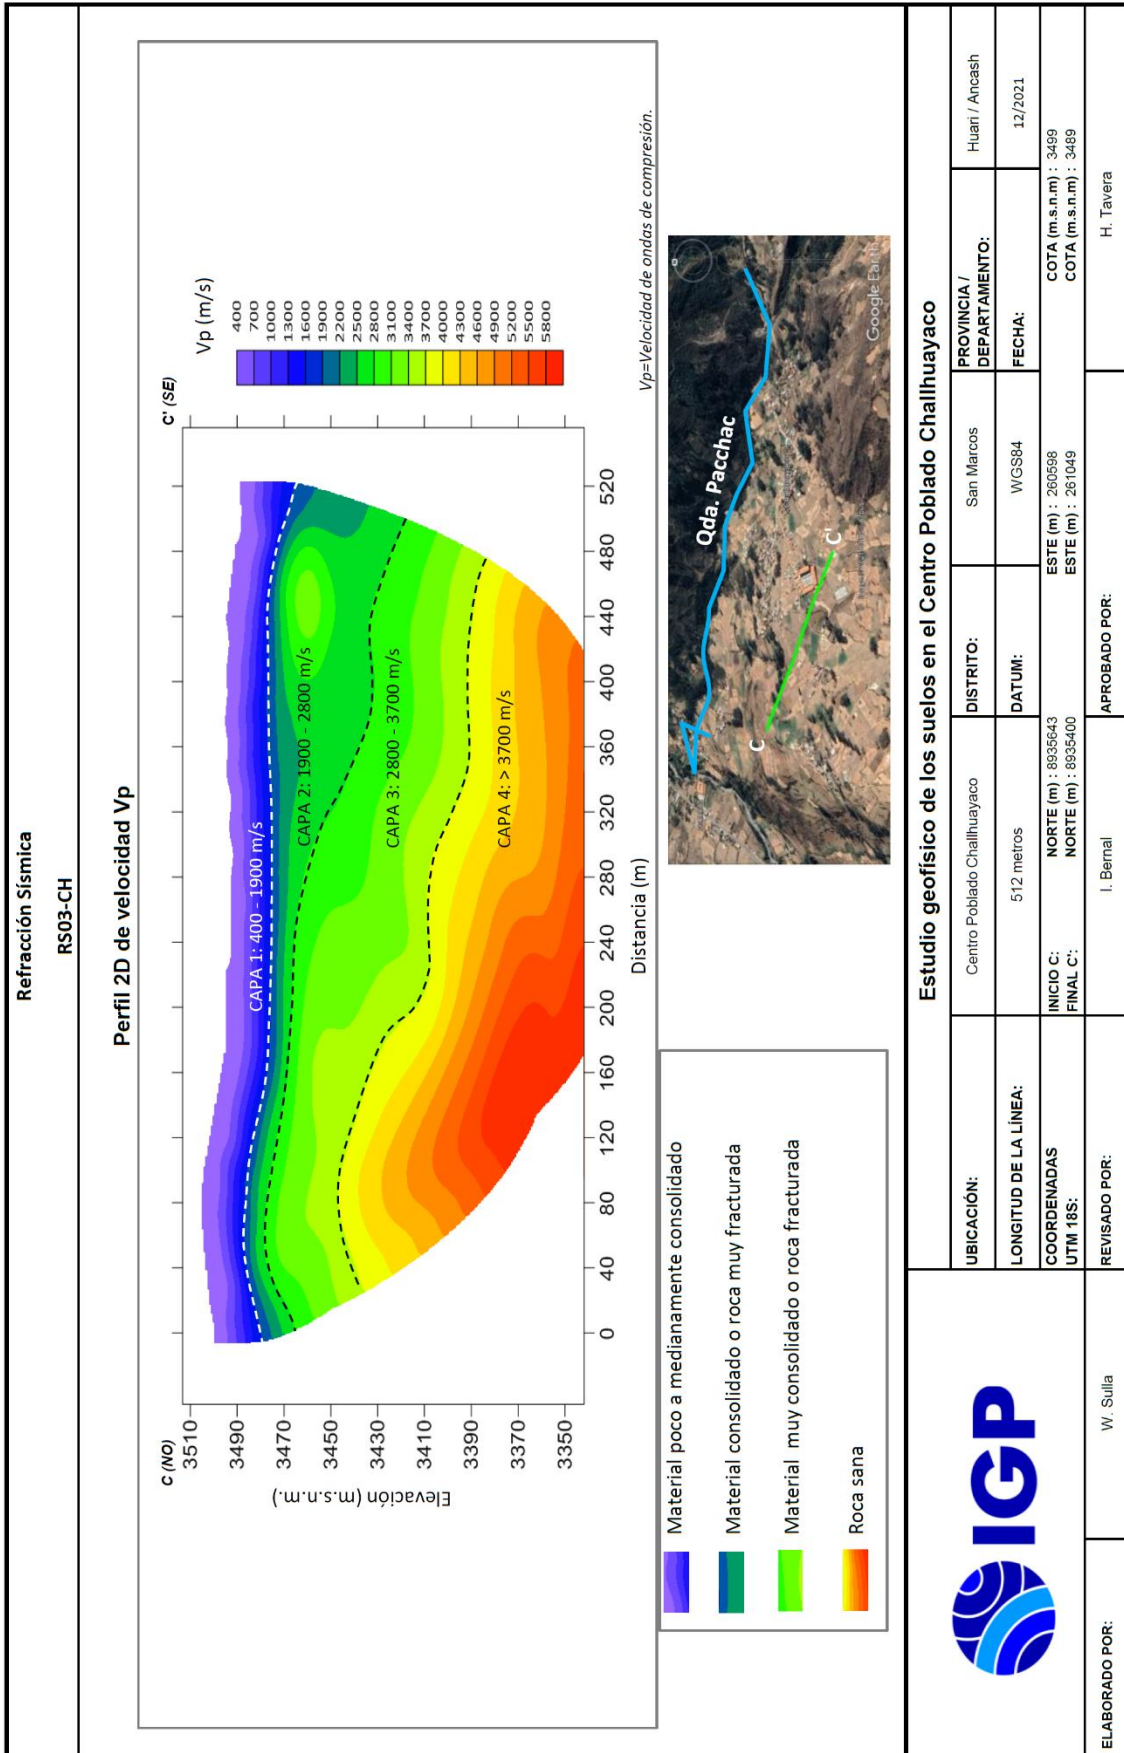 Refracción Sísmica
RS03-CH
Perfil 2D de velocidad Vp
C (NO)
C' (SE)
Elevación (m.s.n.m.)
3510
3490
3470
3450
3430
3410
3390
3370
3350
CAPA 1: 400 - 1900 m/s
CAPA 2: 1900 - 2800 m/s
CAPA 3: 2800 - 3700 m/s
CAPA 4: > 3700 m/s
0 40 80 120 160 200 240 280 320 360 400 440 480 520
Distancia (m)
Vp (m/s)
400
700
1000
1300
1600
1900
2200
2500
2800
3100
3400
3700
4000
4300
4600
5200
5800
Vp=Velocidad de ondas de compresión.
Material poco a medianamente consolidado
Material consolidado o roca muy fracturada
Material muy consolidado o roca fracturada
Roca sana
Qda. Pacchac
C
C'
Google Earth
IGP
Estudio geofísico de los suelos en el Centro Poblado Challhuayaco
UBICACIÓN: Centro Poblado Challhuayaco DISTRITO: San Marcos PROVINCIA / DEPARTAMENTO: Huari / Ancash
LONGITUD DE LA LÍNEA: 512 metros DATUM: WGS84 FECHA: 12/2021
COORDENADAS UTM 18S:
INICIO C: NORTE (m) : 8935643 ESTE (m) : 260598 COTA (m.s.n.m) : 3499
FINAL C': NORTE (m) : 8935400 ESTE (m) : 261049 COTA (m.s.n.m) : 3489
ELABORADO POR: W. Sulla REVISADO POR: I. Bernal APROBADO POR: H. Tavera